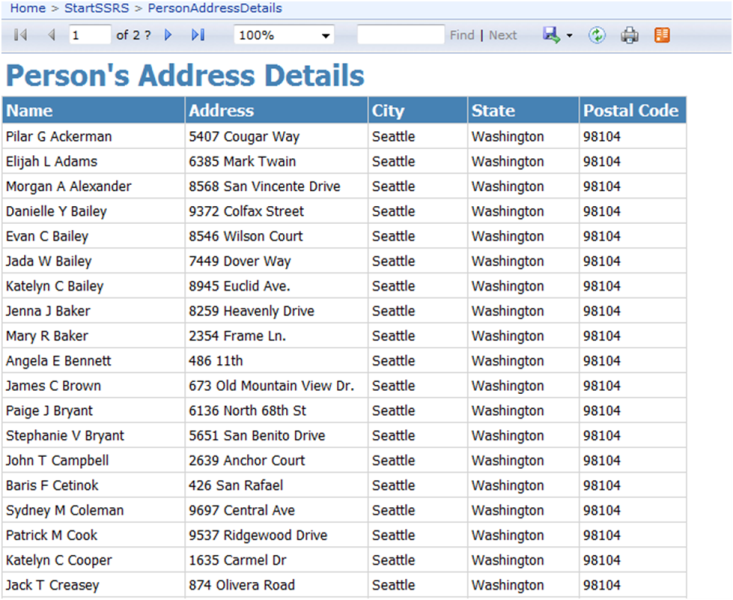 Home > StartSSRS > PersonAddressDetails
1 of 2 ? 100% Find | Next
Person's Address Details
Name Address City State Postal Code
Pilar G Ackerman 5407 Cougar Way Seattle Washington 98104
Elijah L Adams 6385 Mark Twain Seattle Washington 98104
Morgan A Alexander 8568 San Vincente Drive Seattle Washington 98104
Danielle Y Bailey 9372 Colfax Street Seattle Washington 98104
Evan C Bailey 8546 Wilson Court Seattle Washington 98104
Jada W Bailey 7449 Dover Way Seattle Washington 98104
Katelyn C Bailey 8945 Euclid Ave. Seattle Washington 98104
Jenna J Baker 8259 Heavenly Drive Seattle Washington 98104
Mary R Baker 2354 Frame Ln. Seattle Washington 98104
Angela E Bennett 486 11th Seattle Washington 98104
James C Brown 673 Old Mountain View Dr. Seattle Washington 98104
Paige J Bryant 6136 North 68th St Seattle Washington 98104
Stephanie V Bryant 5651 San Benito Drive Seattle Washington 98104
John T Campbell 2639 Anchor Court Seattle Washington 98104
Baris F Cetinok 426 San Rafael Seattle Washington 98104
Sydney M Coleman 9697 Central Ave Seattle Washington 98104
Patrick M Cook 9537 Ridgewood Drive Seattle Washington 98104
Katelyn C Cooper 1635 Carmel Dr Seattle Washington 98104
Jack T Creasey 874 Olivera Road Seattle Washington 98104